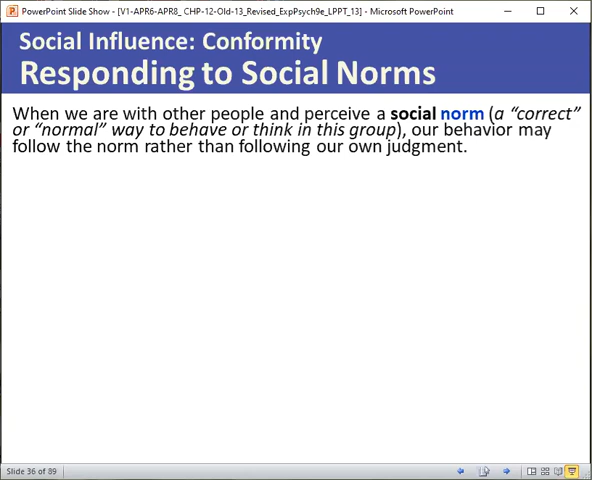 PowerPoint Slide Show - [V1-APR6-APR8_ CHP-12-Old-13_Revised_ExpPsych9e_LPPT_13] - Microsoft PowerPoint
Social Influence: Conformity
Responding to Social Norms
When we are with other people and perceive a social norm (a “correct”
or “normal” way to behave or think in this group), our behavior may
follow the norm rather than following our own judgment.
Slide 36 of 89